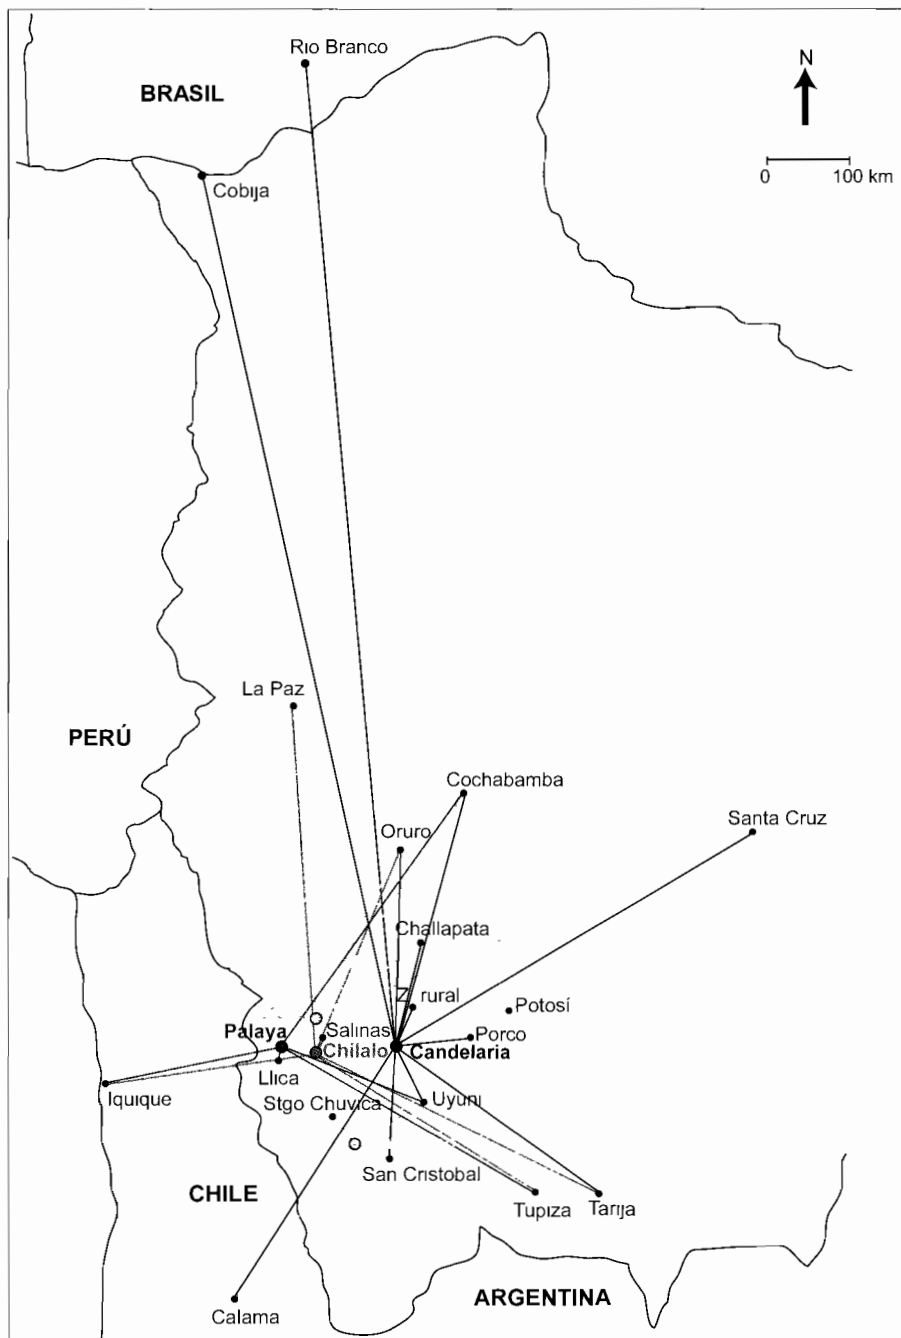 Rio Branco
N
BRASIL
0 100 km
Cobija
La Paz
PERÚ
Cochabamba
Santa Cruz
Oruro
Challapata
Z rural
Potosí
Palaya
Salinas
Porco
Chilalo
Candelaria
Llica
Iquique
Stgo Chuvica
Uyuni
San Cristobal
CHILE
Tupiza
Tarija
ARGENTINA
Calama